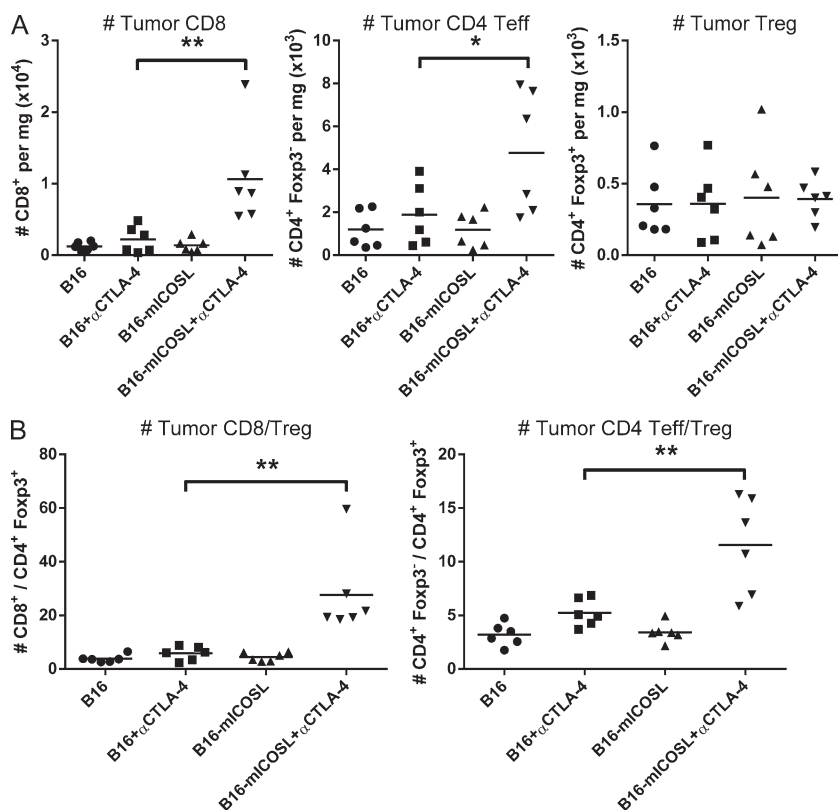 A
# Tumor CD8
# CD8⁺ per mg (x10⁴)
3
2
1
0
**
B16
B16+αCTLA-4
B16-mICOSL
B16-mICOSL+αCTLA-4
# Tumor CD4 Teff
# CD4⁺ Foxp3⁻ per mg (x10³)
10
8
6
4
2
0
*
B16
B16+αCTLA-4
B16-mICOSL
B16-mICOSL+αCTLA-4
# Tumor Treg
# CD4⁺ Foxp3⁺ per mg (x10³)
1.5
1.0
0.5
0.0
B16
B16+αCTLA-4
B16-mICOSL
B16-mICOSL+αCTLA-4
B
# Tumor CD8/Treg
# CD8⁺ / CD4⁺ Foxp3⁺
80
60
40
20
0
**
B16
B16+αCTLA-4
B16-mICOSL
B16-mICOSL+αCTLA-4
# Tumor CD4 Teff/Treg
# CD4⁺ Foxp3⁻ / CD4⁺ Foxp3⁺
20
15
10
5
0
**
B16
B16+αCTLA-4
B16-mICOSL
B16-mICOSL+αCTLA-4